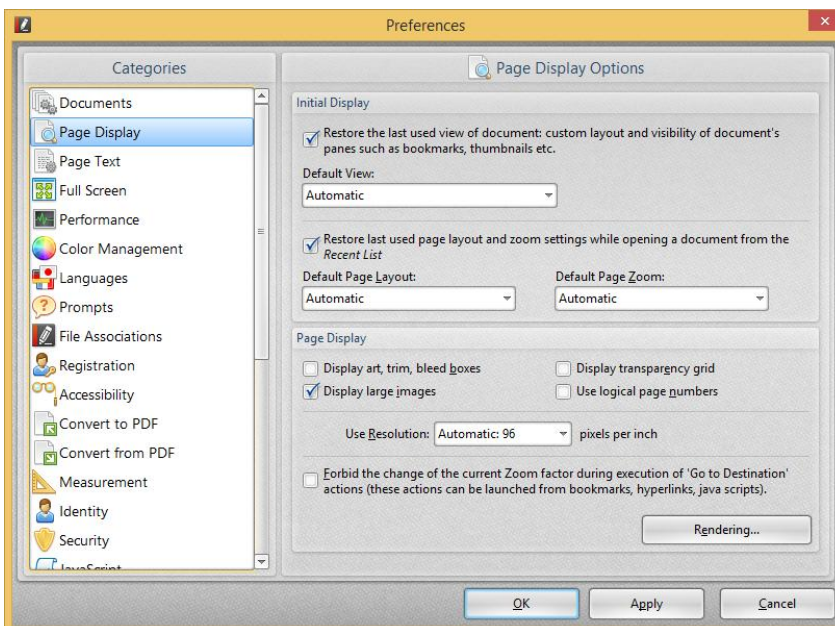 Preferences
Categories
Documents
Page Display
Page Text
Full Screen
Performance
Color Management
Languages
Prompts
File Associations
Registration
Accessibility
Convert to PDF
Convert from PDF
Measurement
Identity
Security
JavaScript
Page Display Options
Initial Display
Restore the last used view of document: custom layout and visibility of document's
panes such as bookmarks, thumbnails etc.
Default View:
Automatic
Restore last used page layout and zoom settings while opening a document from the
Recent List
Default Page Layout:
Default Page Zoom:
Automatic
Automatic
Page Display
Display art, trim, bleed boxes
Display transparency grid
Display large images
Use logical page numbers
Use Resolution:
Automatic: 96
pixels per inch
Forbid the change of the current Zoom factor during execution of 'Go to Destination'
actions (these actions can be launched from bookmarks, hyperlinks, java scripts).
Rendering...
OK
Apply
Cancel